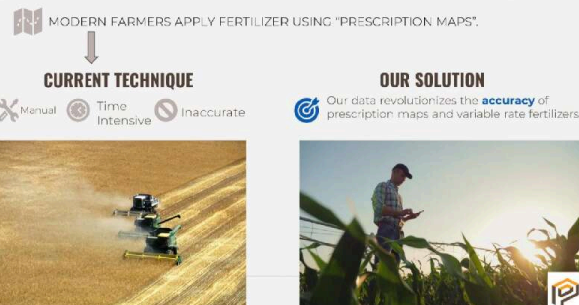 MODERN FARMERS APPLY FERTILIZER USING "PRESCRIPTION MAPS".
CURRENT TECHNIQUE
Manual
Time
Intensive
Inaccurate
OUR SOLUTION
Our data revolutionizes the accuracy of
prescription maps and variable rate fertilizers